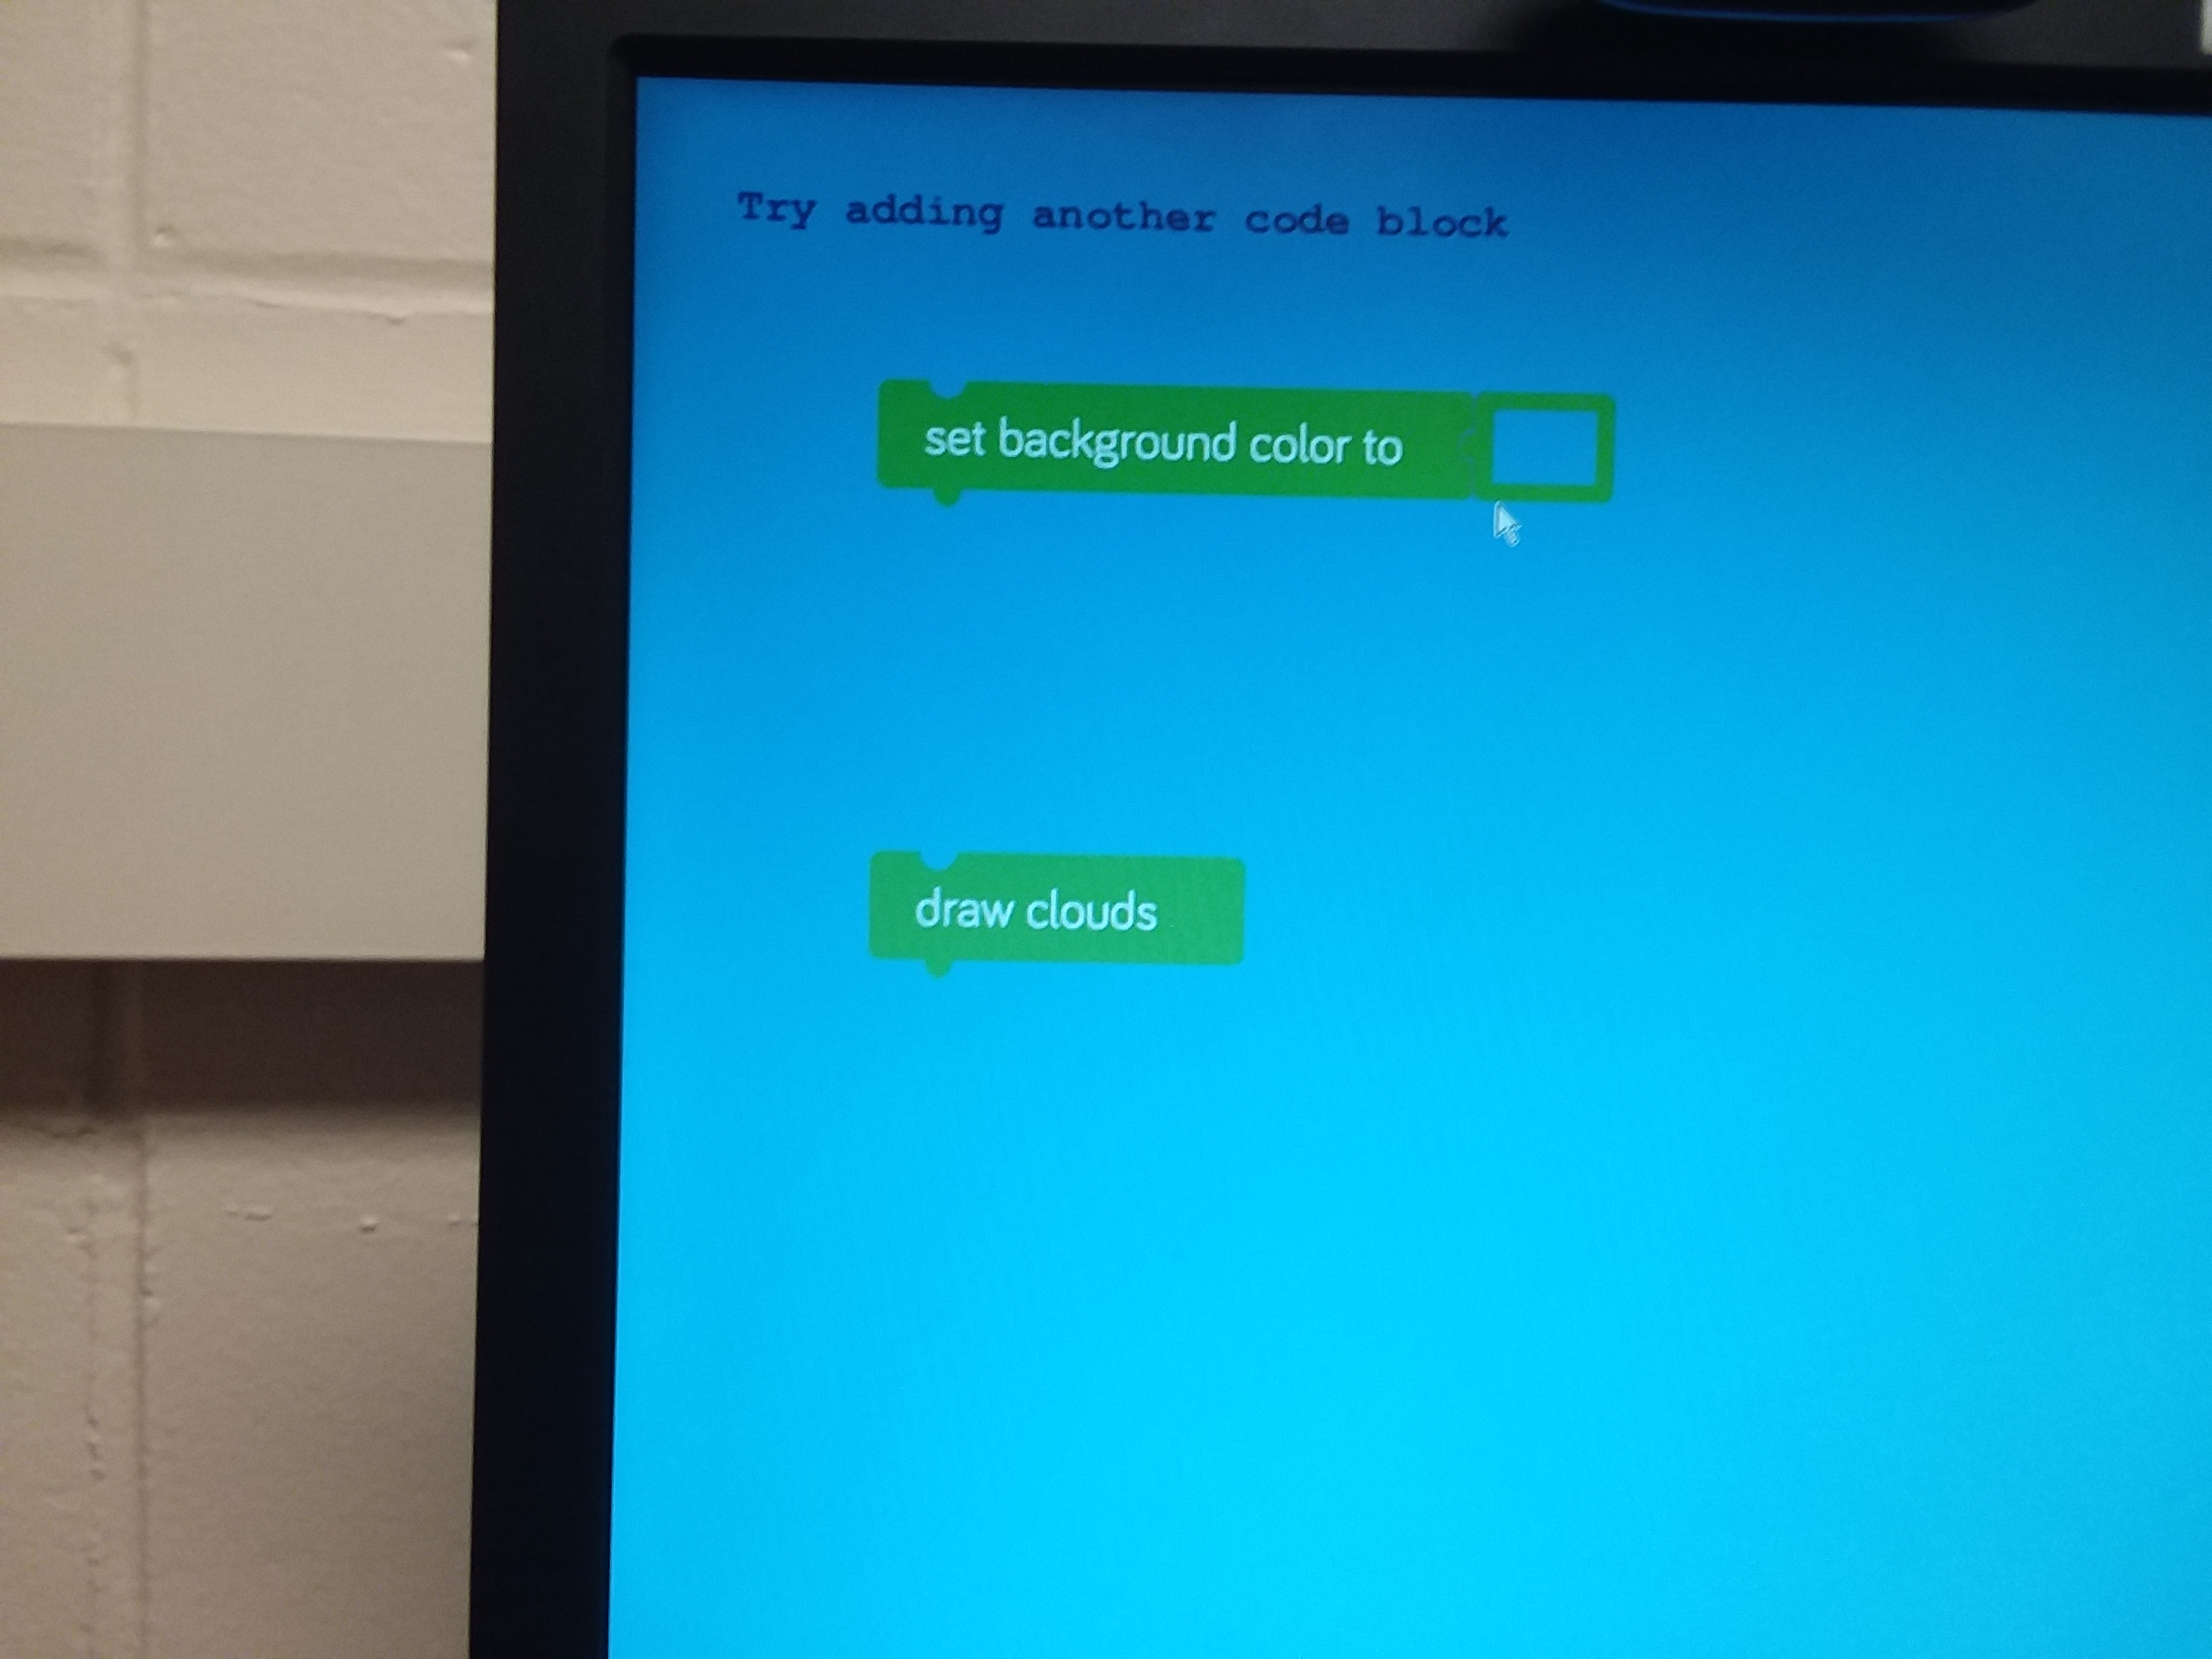 Try adding another code block
set background color to
draw clouds